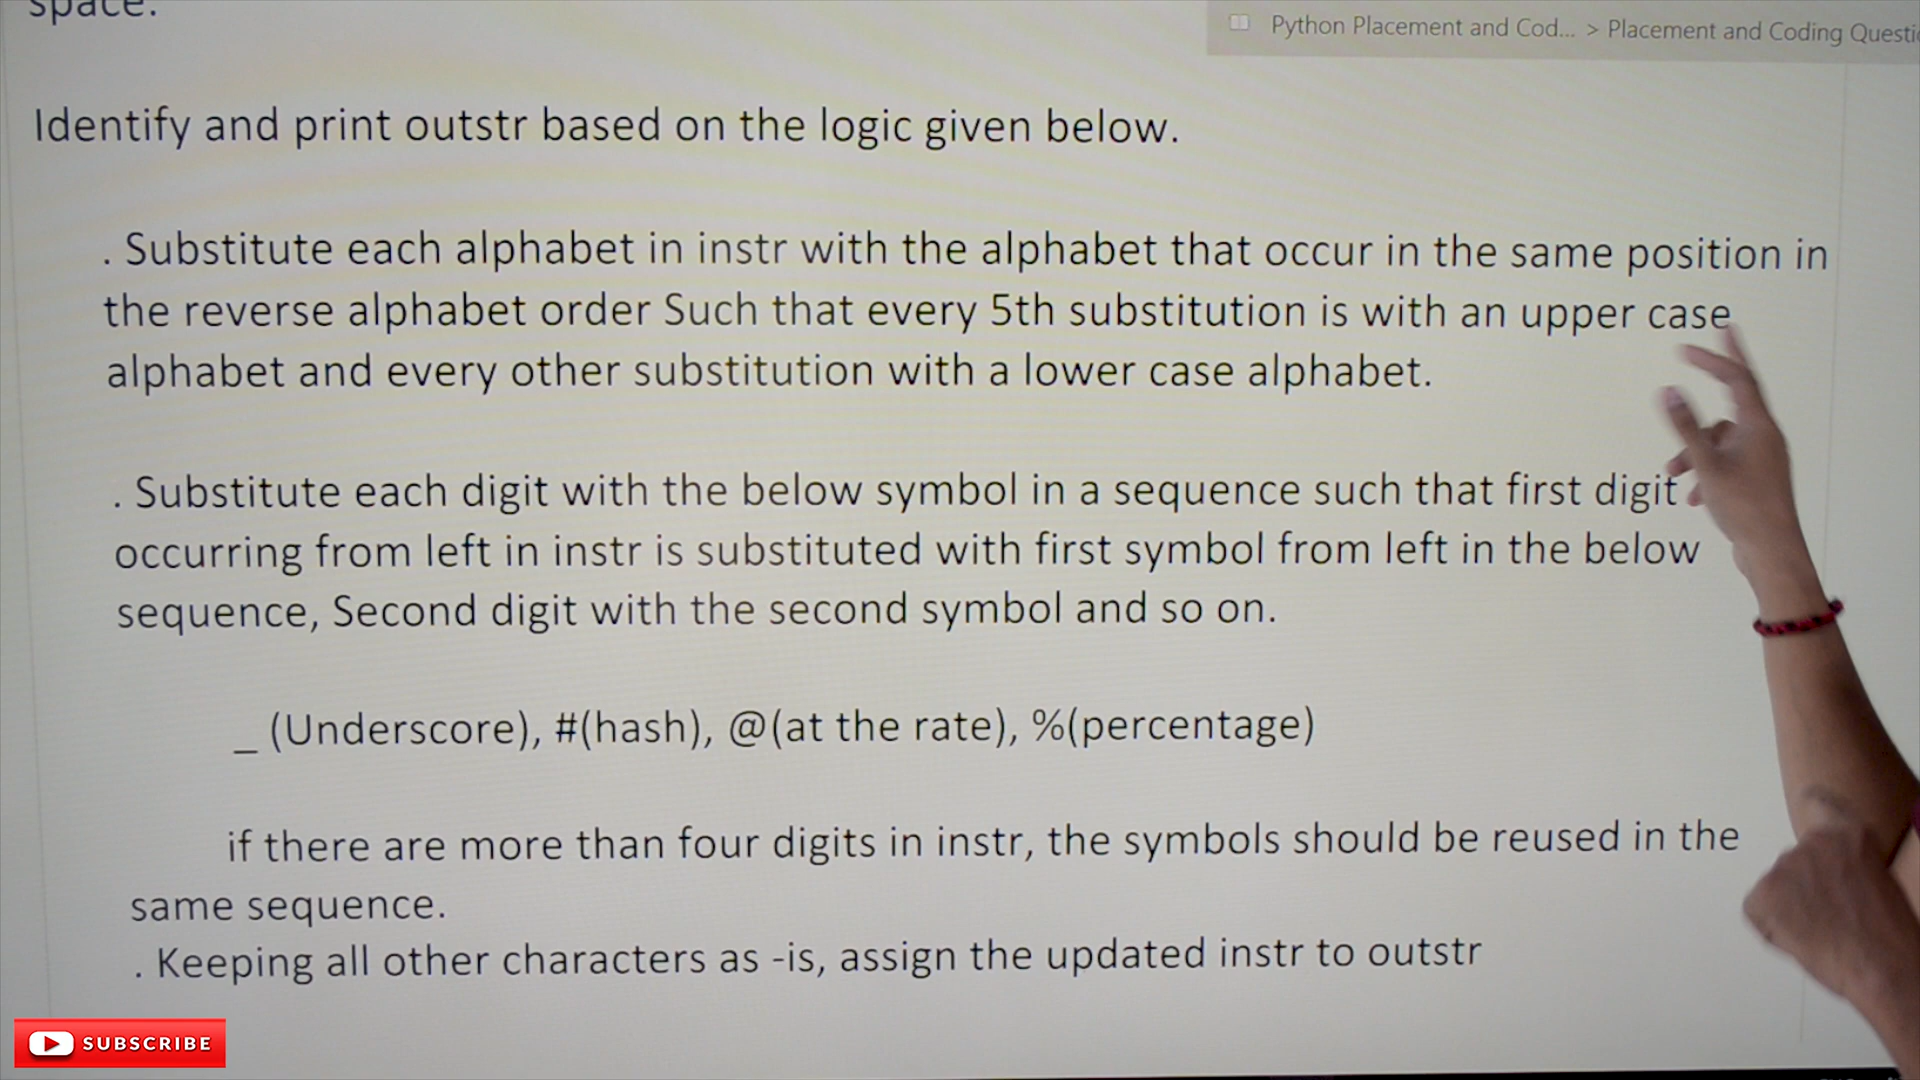 space.
Python Placement and Cod... > Placement and Coding Questi
Identify and print outstr based on the logic given below.
. Substitute each alphabet in instr with the alphabet that occur in the same position in
the reverse alphabet order Such that every 5th substitution is with an upper case
alphabet and every other substitution with a lower case alphabet.
. Substitute each digit with the below symbol in a sequence such that first digit
occurring from left in instr is substituted with first symbol from left in the below
sequence, Second digit with the second symbol and so on.
_ (Underscore), #(hash), @(at the rate), %(percentage)
if there are more than four digits in instr, the symbols should be reused in the
same sequence.
. Keeping all other characters as -is, assign the updated instr to outstr
SUBSCRIBE